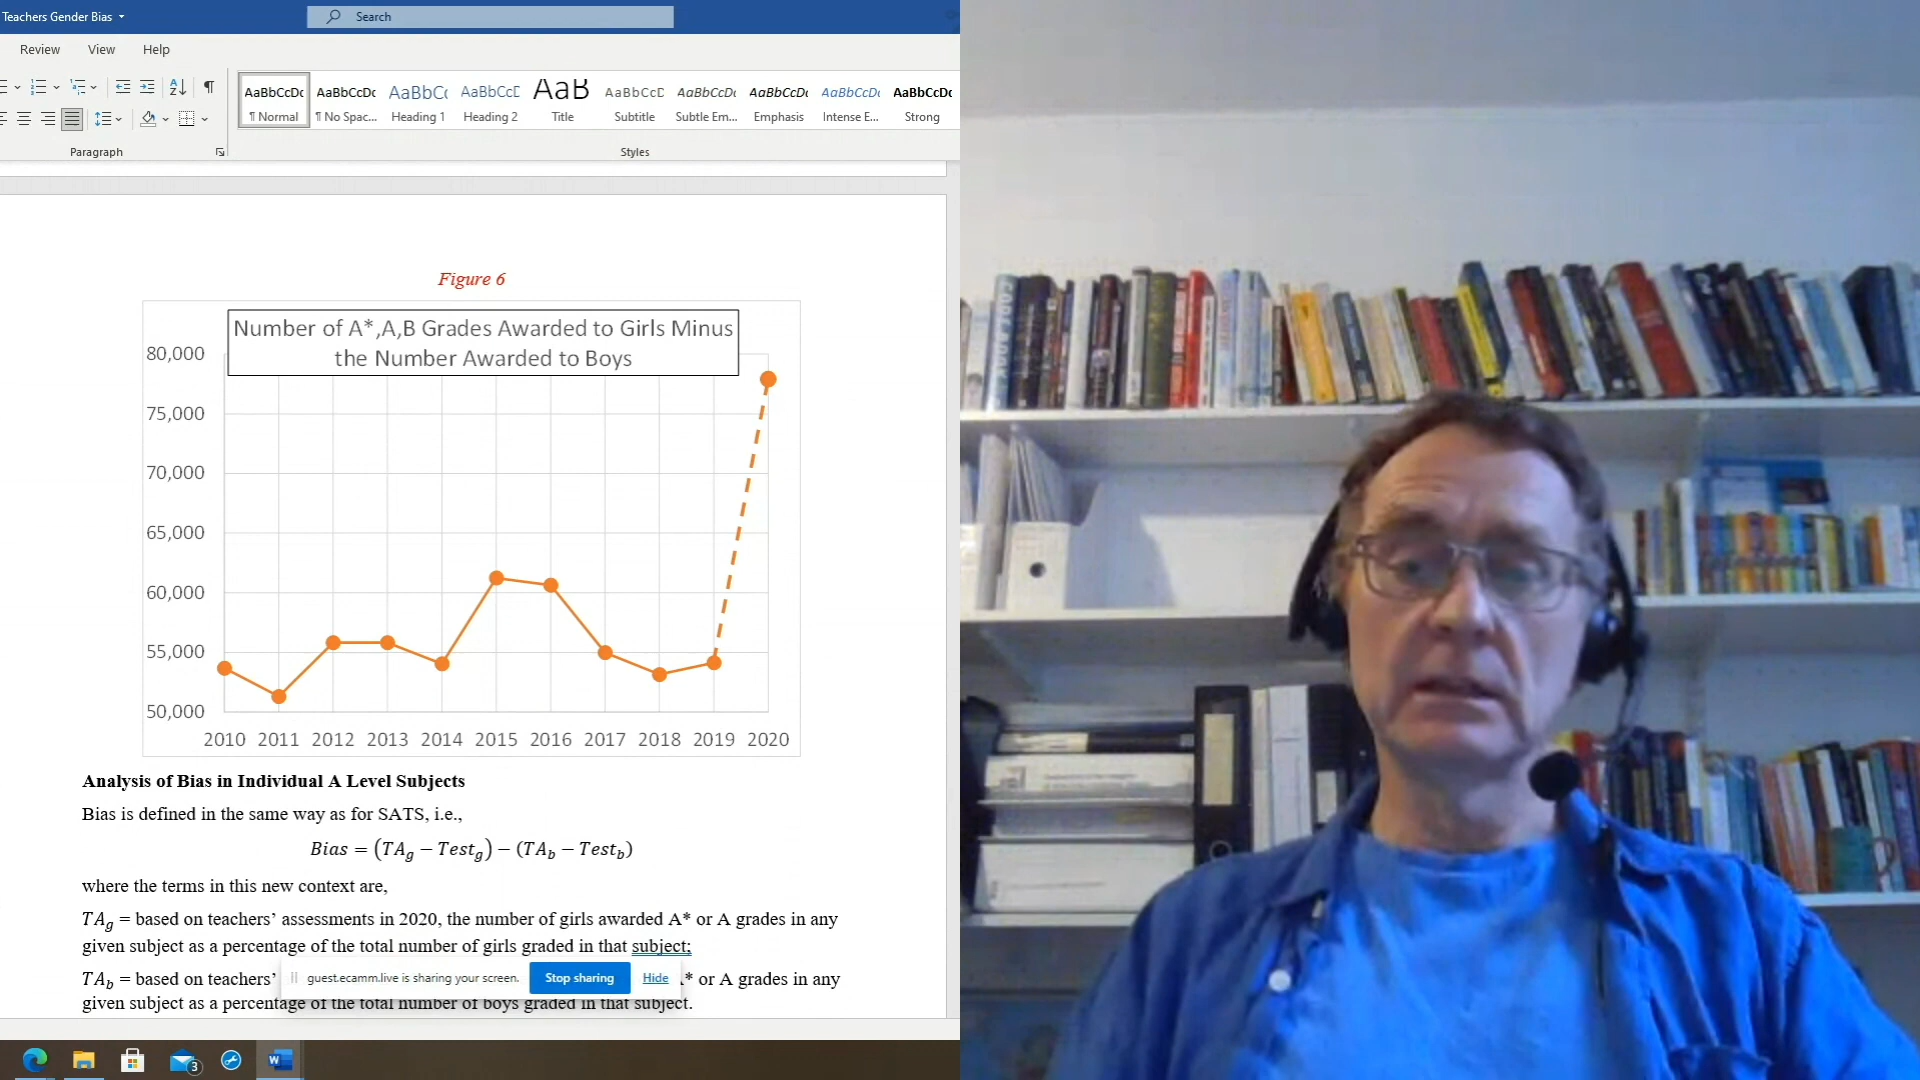 Teachers Gender Bias
Search
Review View Help
AaBbCcDc AaBbCcDc AaBbCc AaBbCcD AaB AaBbCcD AaBbCcDc AaBbCcDc AaBbCcDc AaBbCcDc
¶ Normal ¶ No Spac... Heading 1 Heading 2 Title Subtitle Subtle Em... Emphasis Intense E... Strong
Paragraph Styles
Figure 6
Number of A*,A,B Grades Awarded to Girls Minus
the Number Awarded to Boys
80,000
75,000
70,000
65,000
60,000
55,000
50,000
2010 2011 2012 2013 2014 2015 2016 2017 2018 2019 2020
Analysis of Bias in Individual A Level Subjects
Bias is defined in the same way as for SATS, i.e.,
Bias = (TAg − Testg) − (TAb − Testb)
where the terms in this new context are,
TAg = based on teachers’ assessments in 2020, the number of girls awarded A* or A grades in any
given subject as a percentage of the total number of girls graded in that subject;
TAb = based on teachers’ * or A grades in any
guest.ecamm.live is sharing your screen. Stop sharing Hide
given subject as a percentage of the total number of boys graded in that subject.
3